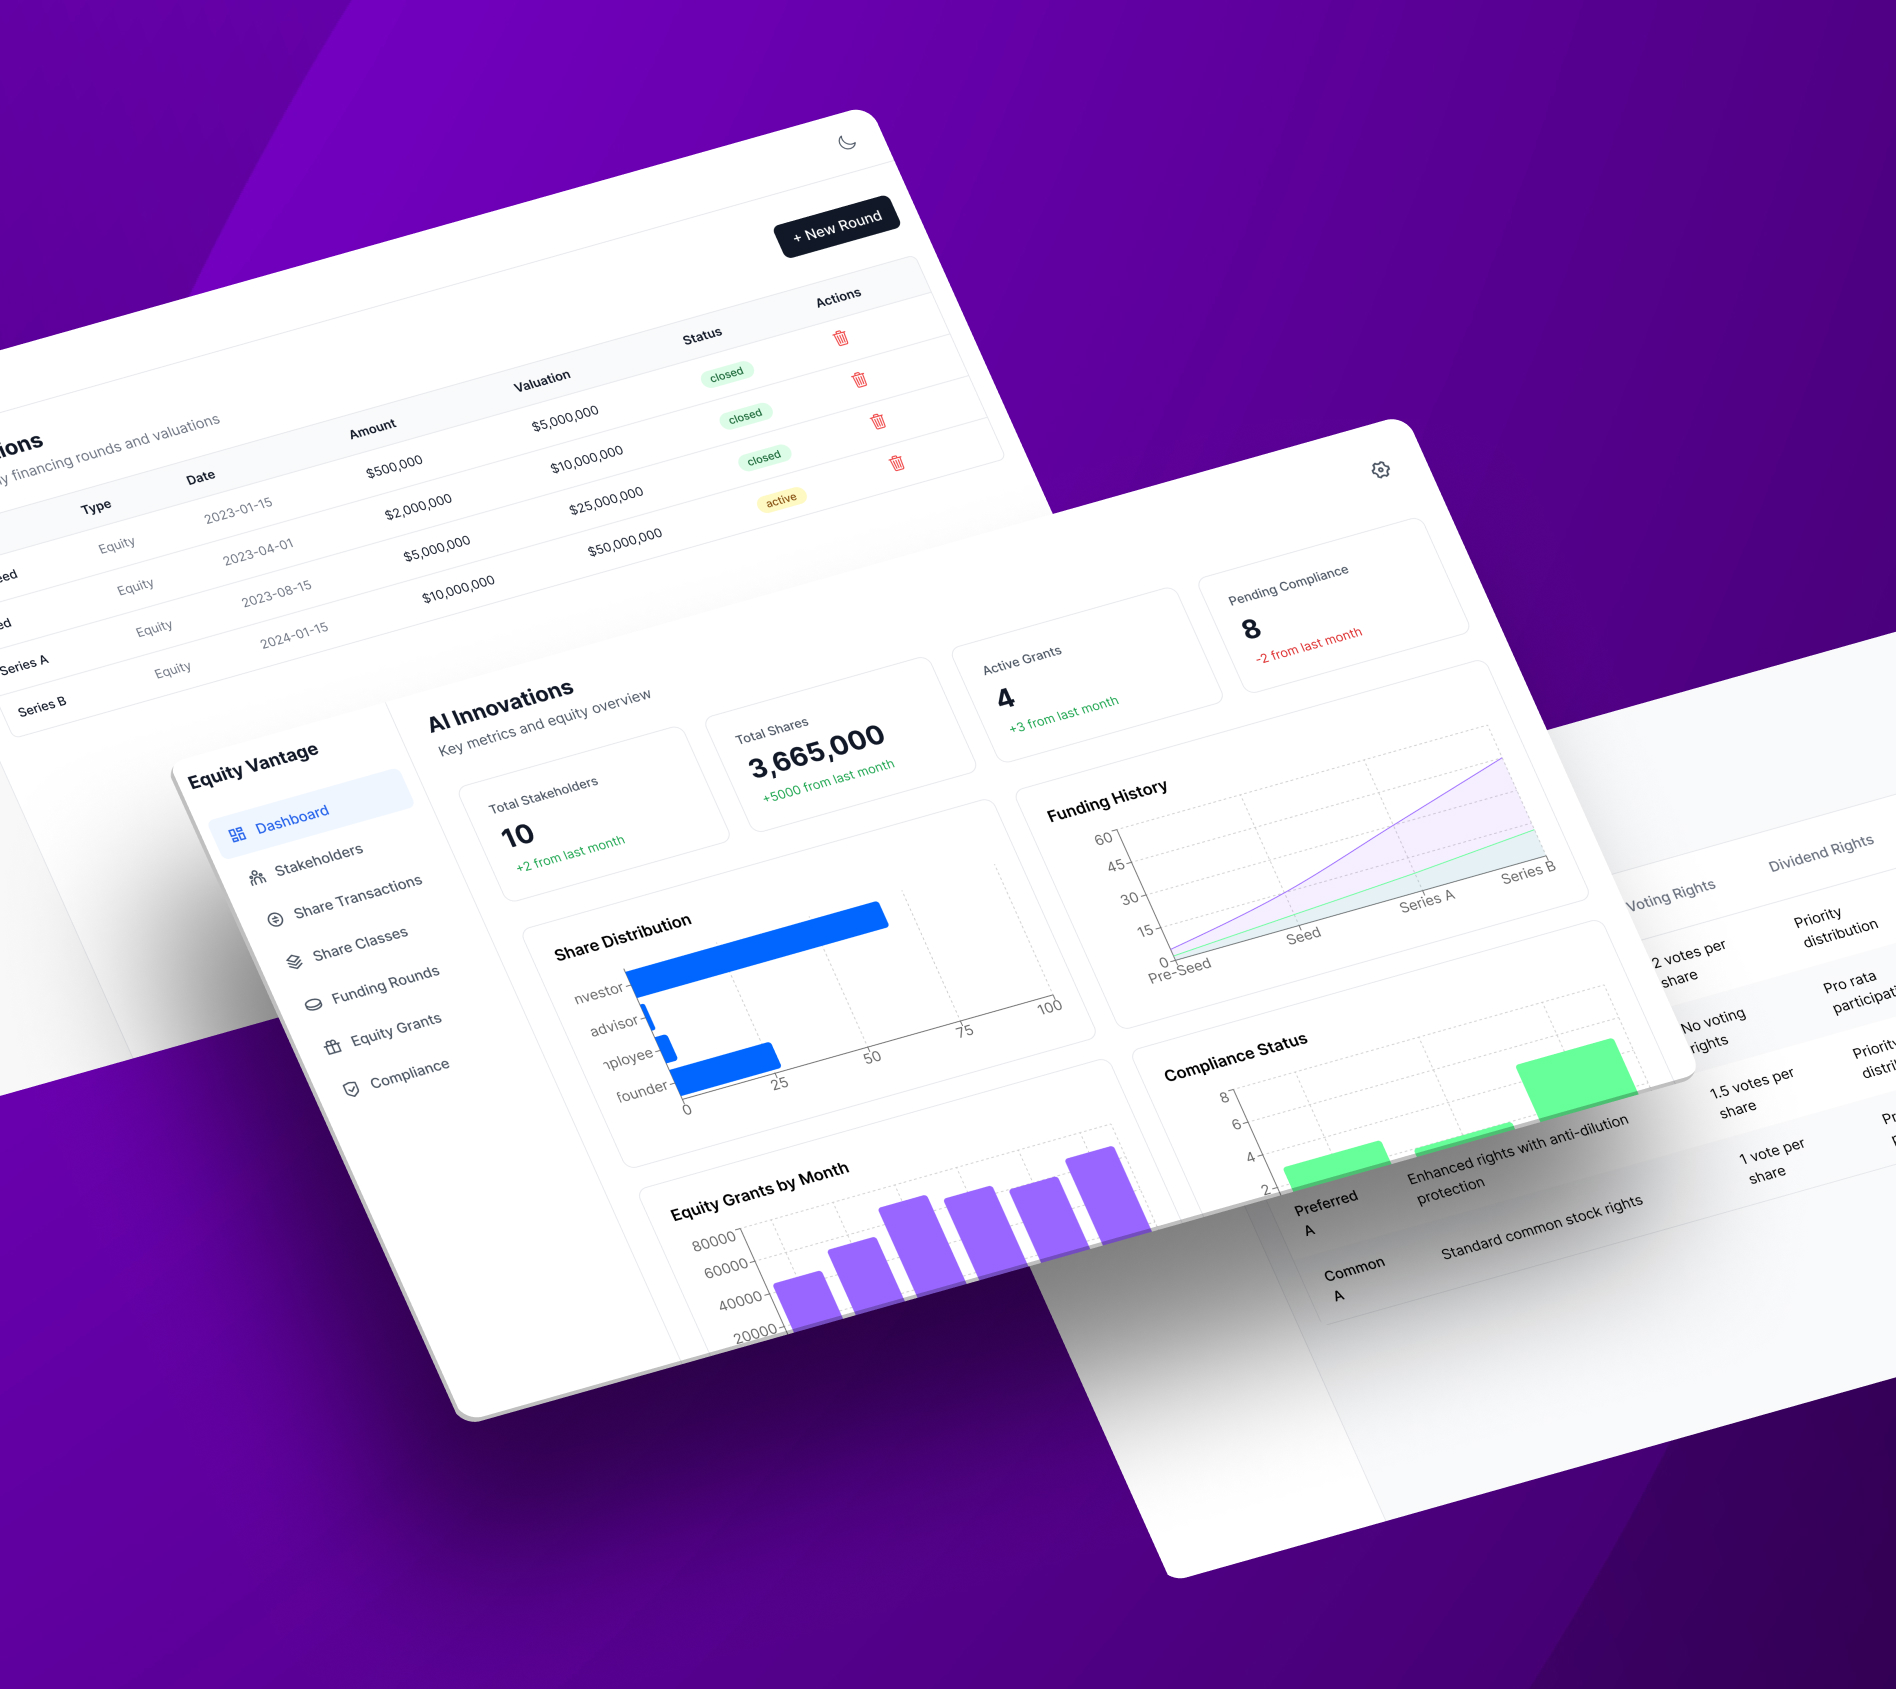 + New Round
ions
y financing rounds and valuations
Type Date Amount Valuation Status Actions
eed Equity 2023-01-15 $500,000 $5,000,000 closed
ed Equity 2023-04-01 $2,000,000 $10,000,000 closed
Series A Equity 2023-08-15 $5,000,000 $25,000,000 closed
Series B Equity 2024-01-15 $10,000,000 $50,000,000 active
Equity Vantage
Dashboard
Stakeholders
Share Transactions
Share Classes
Funding Rounds
Equity Grants
Compliance
AI Innovations
Key metrics and equity overview
Total Stakeholders
10
+2 from last month
Total Shares
3,665,000
+5000 from last month
Active Grants
4
+3 from last month
Pending Compliance
8
-2 from last month
Share Distribution
nvestor
advisor
nployee
founder
0 25 50 75 100
Funding History
60
45
30
15
0
Pre-Seed Seed Series A Series B
Equity Grants by Month
80000
60000
40000
20000
Compliance Status
8
6
4
2
Voting Rights Dividend Rights
2 votes per
share
Priority
distribution
No voting
rights
Pro rata
participati
Preferred
A
Enhanced rights with anti-dilution
protection
1.5 votes per
share
Priority
distri
Common
A
Standard common stock rights
1 vote per
share
Pr